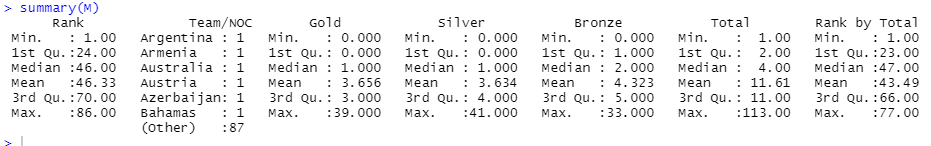 > summary(M)
Rank Team/NOC Gold Silver Bronze Total Rank by Total
Min. : 1.00 Argentina : 1 Min. : 0.000 Min. : 0.000 Min. : 0.000 Min. : 1.00 Min. : 1.00
1st Qu.:24.00 Armenia : 1 1st Qu.: 0.000 1st Qu.: 0.000 1st Qu.: 1.000 1st Qu.: 2.00 1st Qu.:23.00
Median :46.00 Australia : 1 Median : 1.000 Median : 1.000 Median : 2.000 Median : 4.00 Median :47.00
Mean :46.33 Austria : 1 Mean : 3.656 Mean : 3.634 Mean : 4.323 Mean : 11.61 Mean :43.49
3rd Qu.:70.00 Azerbaijan: 1 3rd Qu.: 3.000 3rd Qu.: 4.000 3rd Qu.: 5.000 3rd Qu.: 11.00 3rd Qu.:66.00
Max. :86.00 Bahamas : 1 Max. :39.000 Max. :41.000 Max. :33.000 Max. :113.00 Max. :77.00
(Other) :87
>